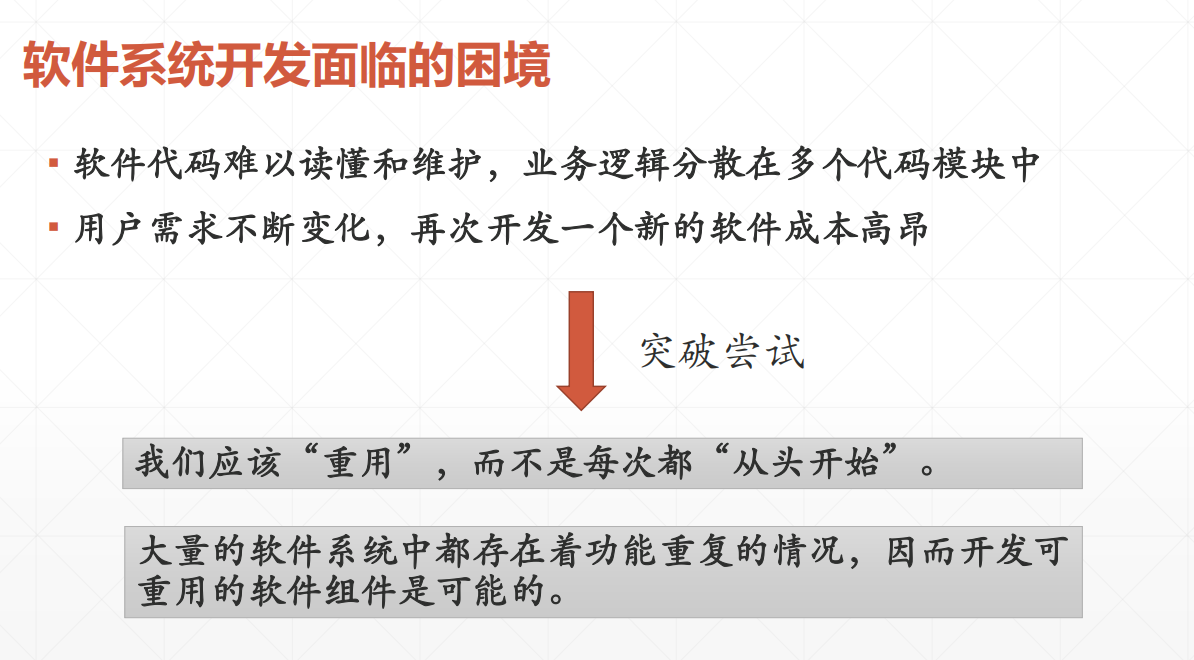 软件系统开发面临的困境
▪ 软件代码难以读懂和维护，业务逻辑分散在多个代码模块中
▪ 用户需求不断变化，再次开发一个新的软件成本高昂
突破尝试
我们应该“重用”，而不是每次都“从头开始”。
大量的软件系统中都存在着功能重复的情况，因而开发可
重用的软件组件是可能的。